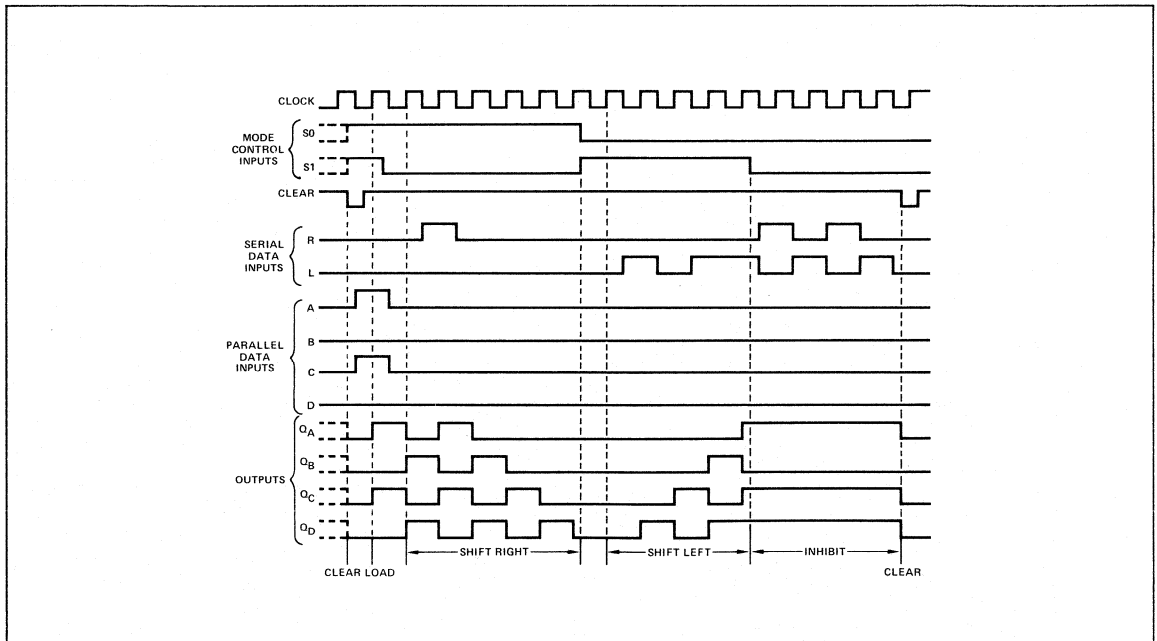 CLOCK
MODE
CONTROL
INPUTS
S0
S1
CLEAR
SERIAL
DATA
INPUTS
R
L
PARALLEL
DATA
INPUTS
A
B
C
D
OUTPUTS
QA
QB
QC
QD
SHIFT RIGHT
SHIFT LEFT
INHIBIT
CLEAR LOAD
CLEAR